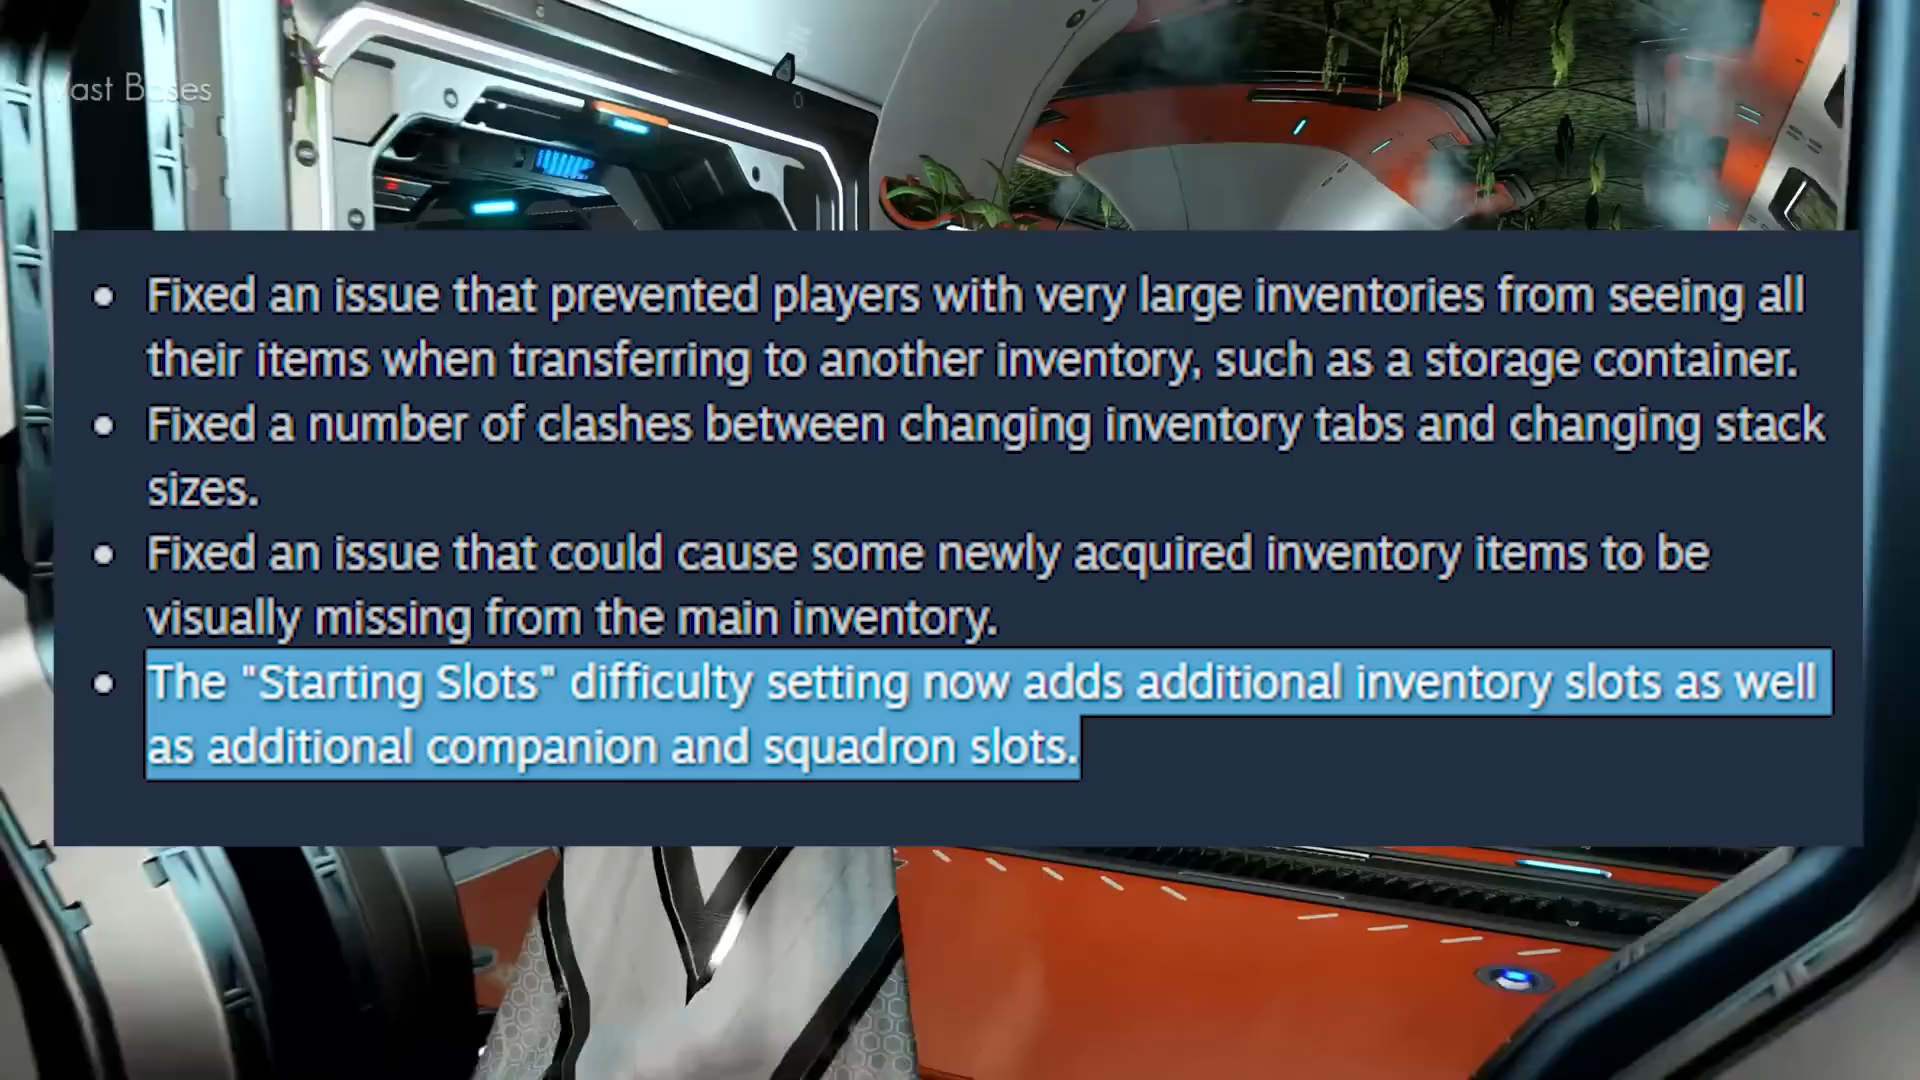 Vast Bases
Fixed an issue that prevented players with very large inventories from seeing all
their items when transferring to another inventory, such as a storage container.
Fixed a number of clashes between changing inventory tabs and changing stack
sizes.
Fixed an issue that could cause some newly acquired inventory items to be
visually missing from the main inventory.
The "Starting Slots" difficulty setting now adds additional inventory slots as well
as additional companion and squadron slots.